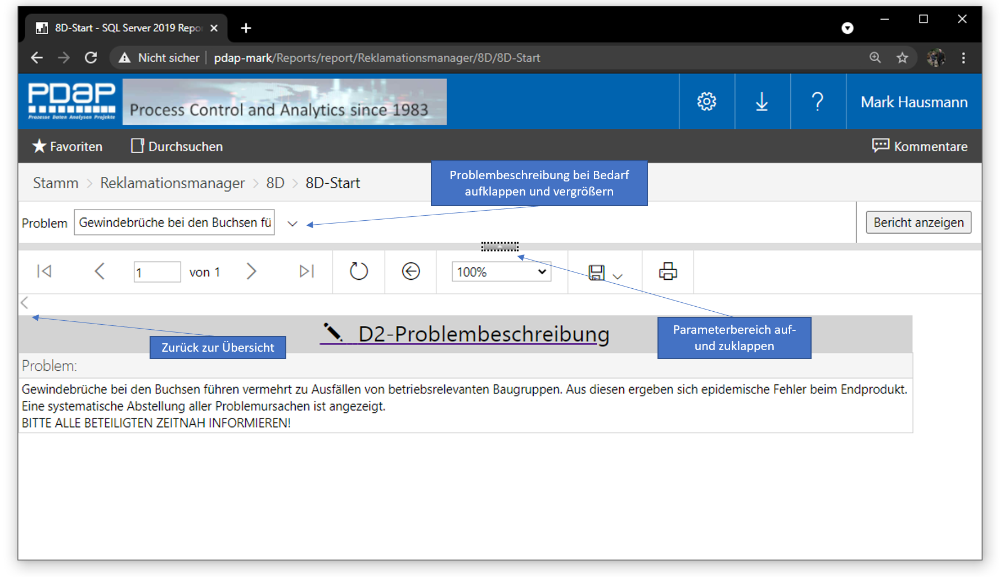 8D-Start - SQL Server 2019 Repo
Nicht sicher | pdap-mark/Reports/report/Reklamationsmanager/8D/8D-Start
PDAP
Prozesse Daten Analysen Projekte
Process Control and Analytics since 1983
?
Mark Hausmann
Favoriten
Durchsuchen
Kommentare
Stamm > Reklamationsmanager > 8D > 8D-Start
Problembeschreibung bei Bedarf
aufklappen und vergrößern
Problem
Gewindebrüche bei den Buchsen fü
Bericht anzeigen
1
von 1
100%
D2-Problembeschreibung
Zurück zur Übersicht
Parameterbereich auf-
und zuklappen
Problem:
Gewindebrüche bei den Buchsen führen vermehrt zu Ausfällen von betriebsrelevanten Baugruppen. Aus diesen ergeben sich epidemische Fehler beim Endprodukt.
Eine systematische Abstellung aller Problemursachen ist angezeigt.
BITTE ALLE BETEILIGTEN ZEITNAH INFORMIEREN!